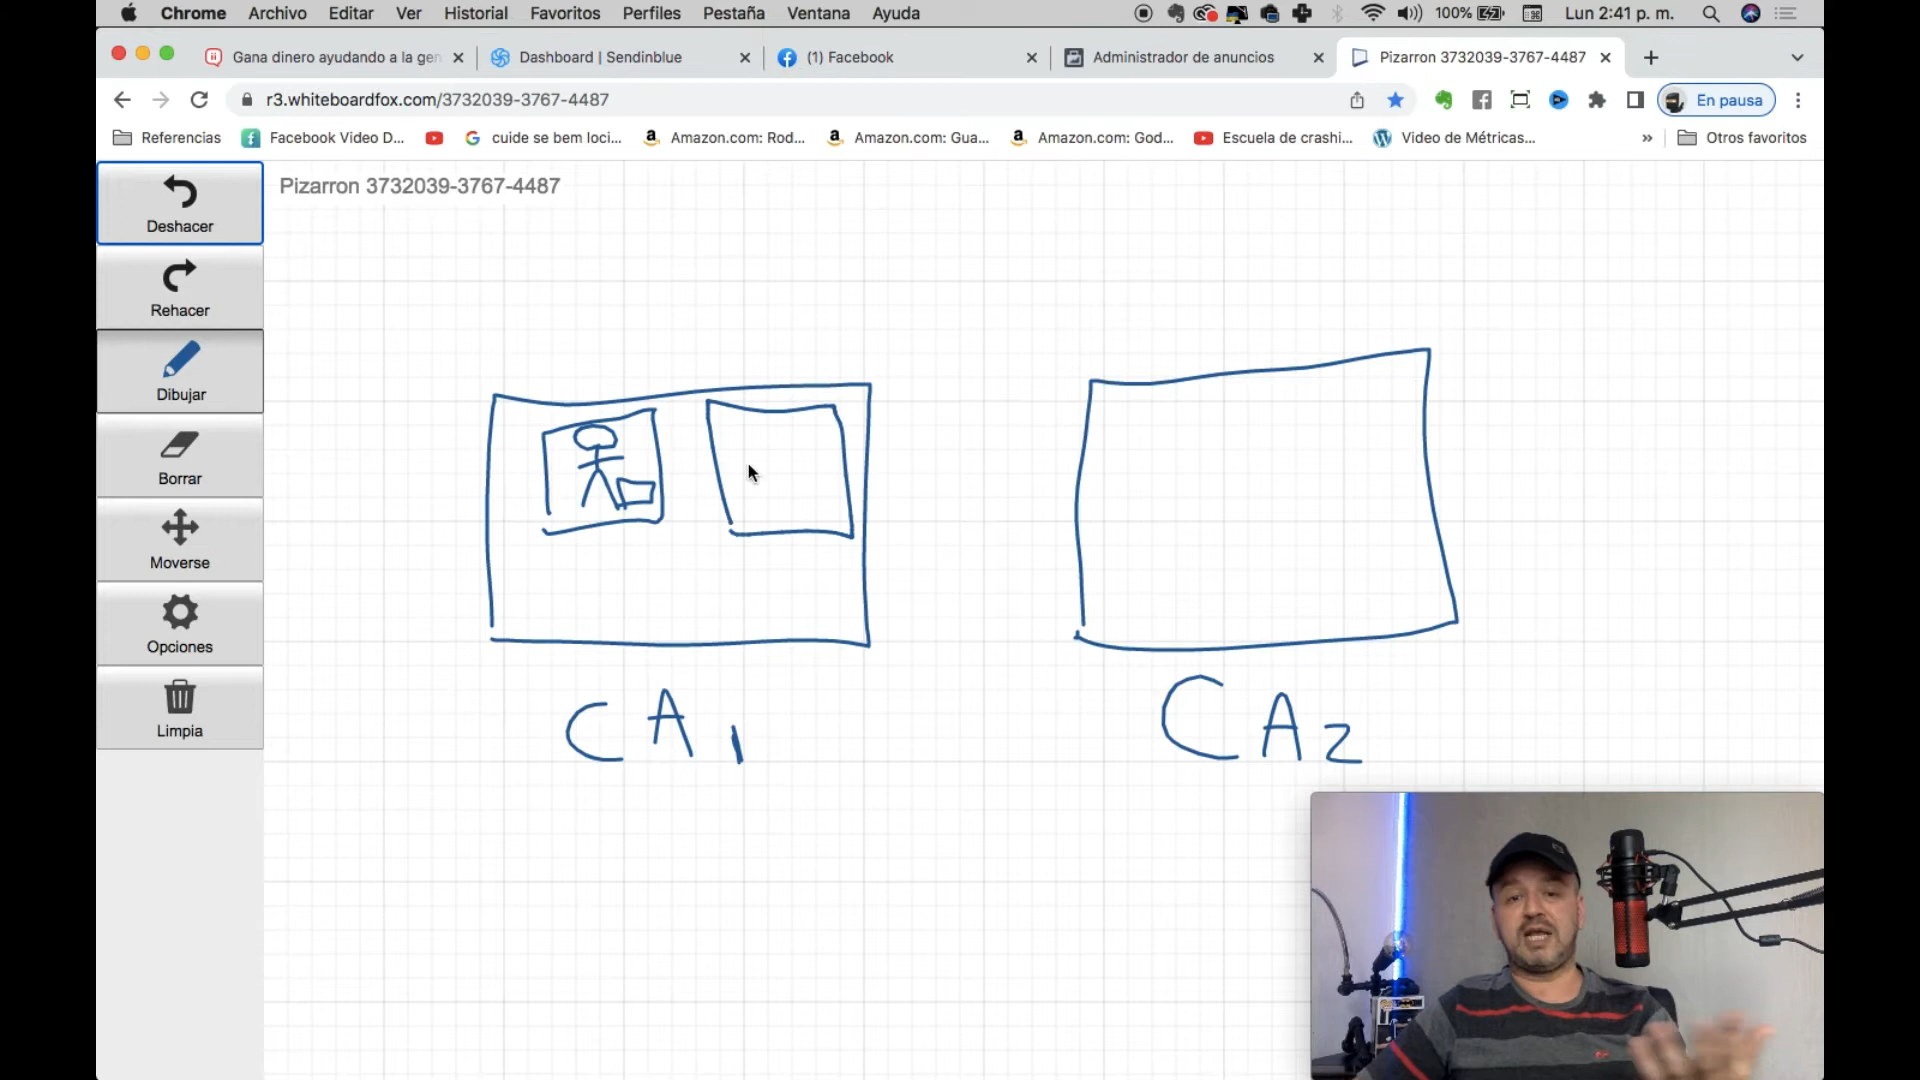 Chrome Archivo Editar Ver Historial Favoritos Perfiles Pestaña Ventana Ayuda 100% Lun 2:41 p. m.
Gana dinero ayudando a la gen Dashboard | Sendinblue (1) Facebook Administrador de anuncios Pizarron 3732039-3767-4487
r3.whiteboardfox.com/3732039-3767-4487 En pausa
Referencias Facebook Video D... cuide se bem loci... Amazon.com: Rod... Amazon.com: Gua... Amazon.com: God... Escuela de crashi... Video de Métricas... » Otros favoritos
Pizarron 3732039-3767-4487
Deshacer
Rehacer
Dibujar
Borrar
Moverse
Opciones
Limpia
CA1
CA2